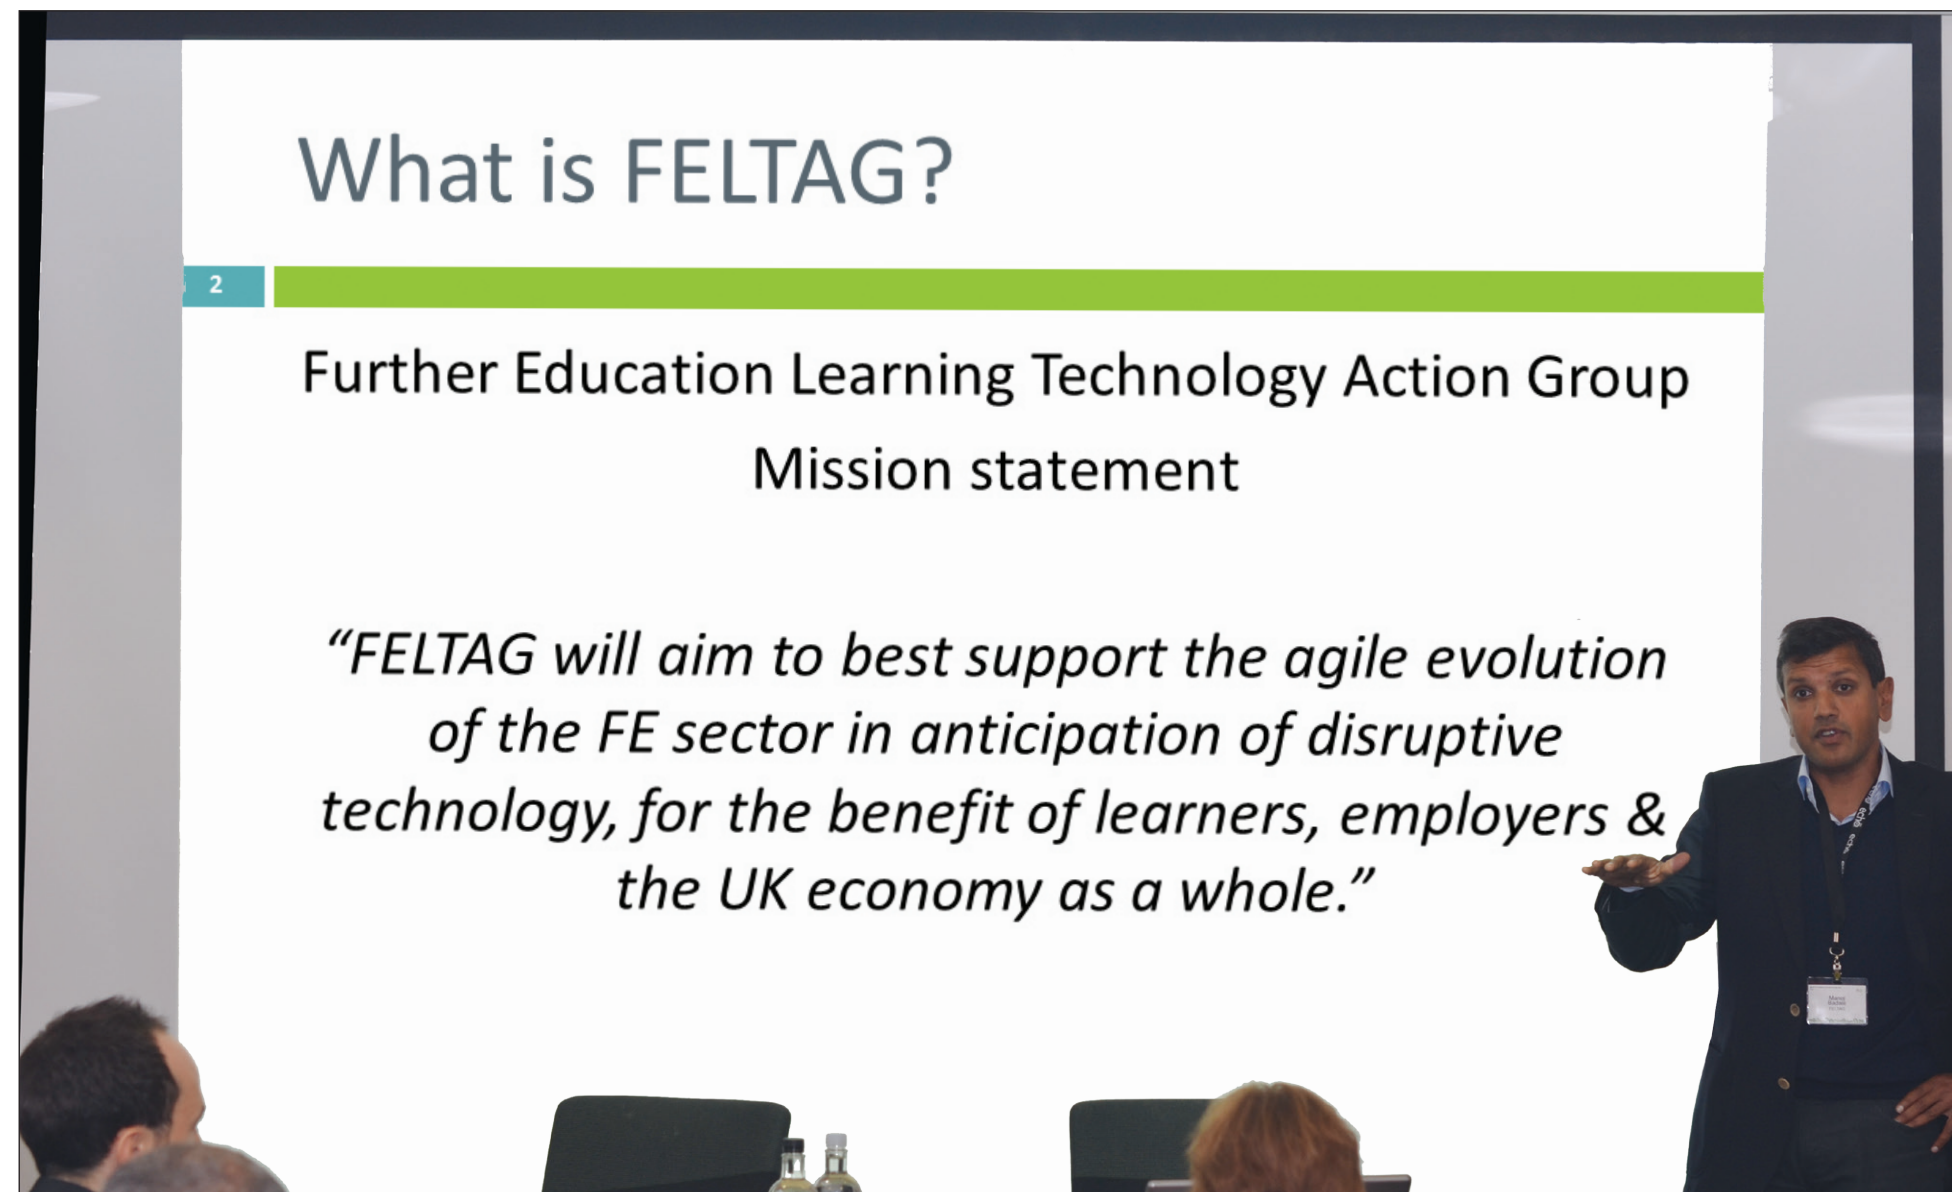 What is FELTAG?
2
Further Education Learning Technology Action Group
Mission statement
“FELTAG will aim to best support the agile evolution
of the FE sector in anticipation of disruptive
technology, for the benefit of learners, employers &
the UK economy as a whole.”